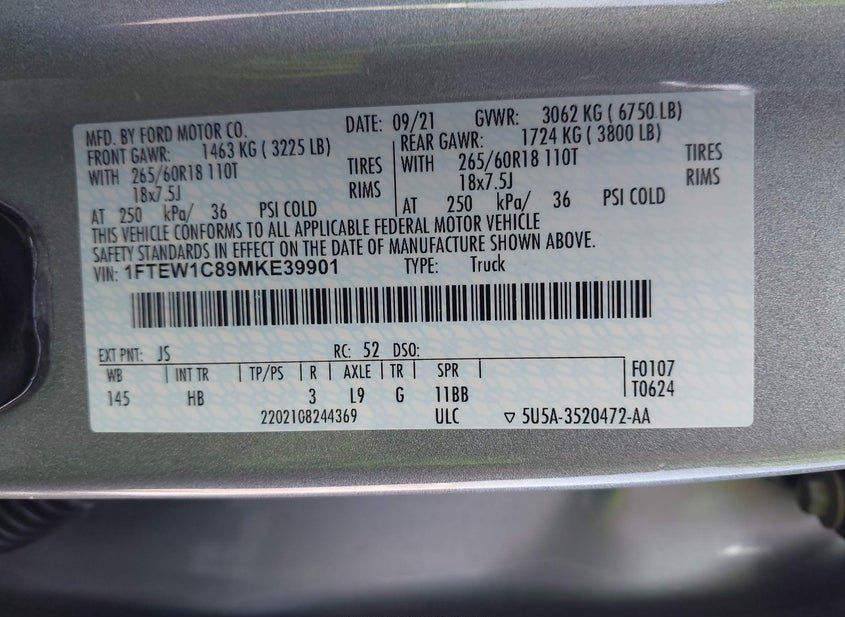 MFD. BY FORD MOTOR CO. DATE: 09/21 GVWR: 3062 KG ( 6750 LB)
FRONT GAWR: 1463 KG ( 3225 LB) REAR GAWR: 1724 KG ( 3800 LB)
WITH 265/60R18 110T TIRES WITH 265/60R18 110T TIRES
18x7.5J RIMS 18x7.5J RIMS
AT 250 kPa/ 36 PSI COLD AT 250 kPa/ 36 PSI COLD
THIS VEHICLE CONFORMS TO ALL APPLICABLE FEDERAL MOTOR VEHICLE
SAFETY STANDARDS IN EFFECT ON THE DATE OF MANUFACTURE SHOWN ABOVE.
VIN: 1FTEW1C89MKE39901 TYPE: Truck
EXT PNT: JS RC: 52 DSO:
WB INT TR TP/PS R AXLE TR SPR F0107
145 HB 3 L9 G 11BB T0624
2202108244369 ULC ▽ 5U5A-3520472-AA